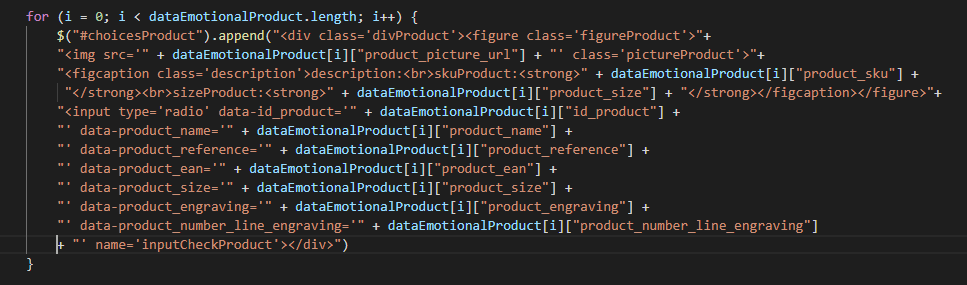 for (i = 0; i < dataEmotionalProduct.length; i++) {
    $("#choicesProduct").append("<div class='divProduct'><figure class='figureProduct'>"+
    "<img src='" + dataEmotionalProduct[i]["product_picture_url"] + "' class='pictureProduct'>"+
    "<figcaption class='description'>description:<br>skuProduct:<strong>" + dataEmotionalProduct[i]["product_sku"] +
     "</strong><br>sizeProduct:<strong>" + dataEmotionalProduct[i]["product_size"] + "</strong></figcaption></figure>"+
    "<input type='radio' data-id_product='" + dataEmotionalProduct[i]["id_product"] +
    "' data-product_name='" + dataEmotionalProduct[i]["product_name"] +
    "' data-product_reference='" + dataEmotionalProduct[i]["product_reference"] +
    "' data-product_ean='" + dataEmotionalProduct[i]["product_ean"] +
    "' data-product_size='" + dataEmotionalProduct[i]["product_size"] +
    "' data-product_engraving='" + dataEmotionalProduct[i]["product_engraving"] +
    "' data-product_number_line_engraving='" + dataEmotionalProduct[i]["product_number_line_engraving"]
    + "' name='inputCheckProduct'></div>")
}